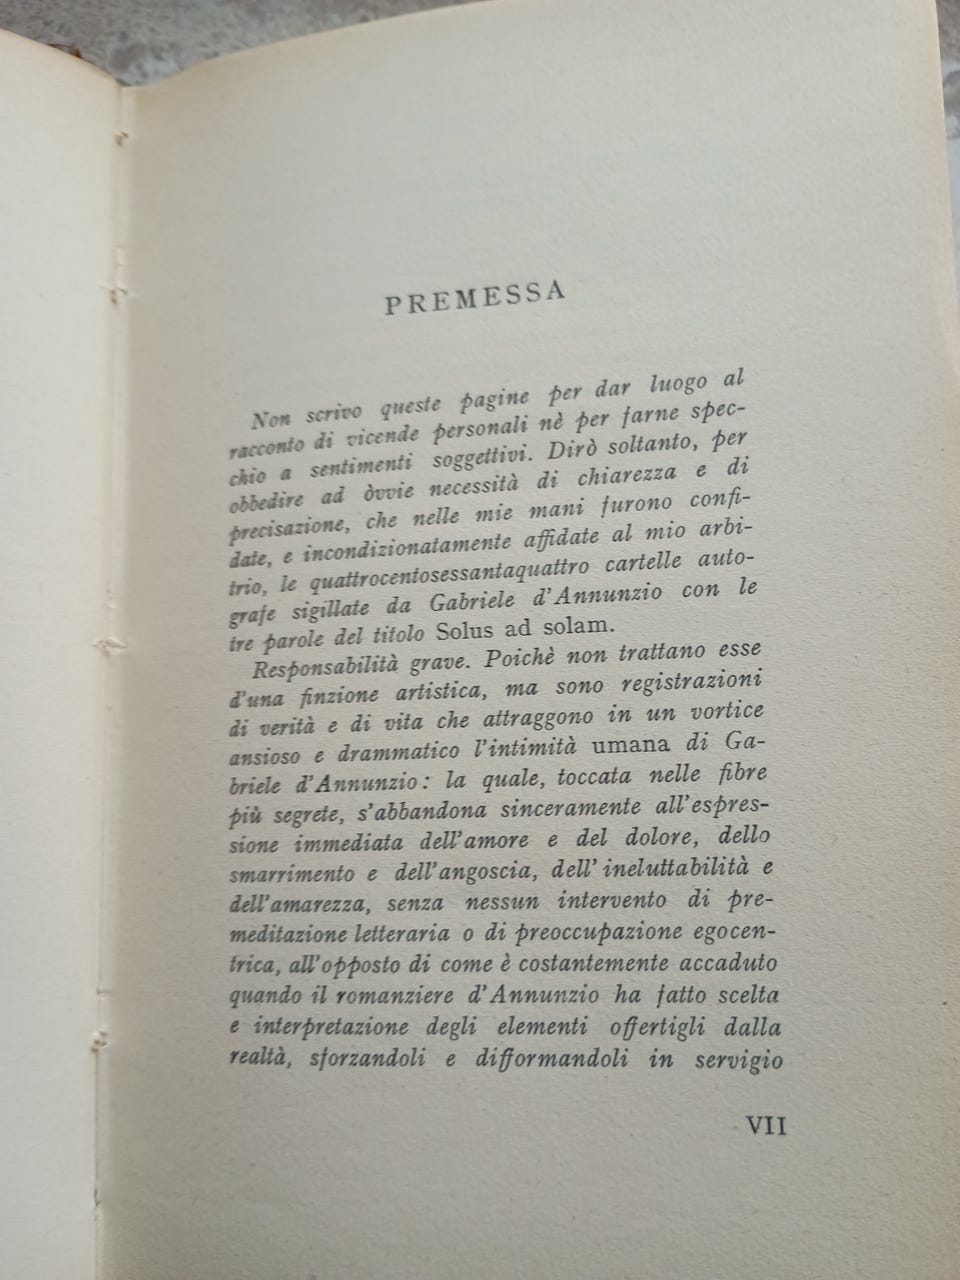 PREMESSA
Non scrivo queste pagine per dar luogo al
racconto di vicende personali nè per farne spec-
chio a sentimenti soggettivi. Dirò soltanto, per
obbedire ad òvvie necessità di chiarezza e di
precisazione, che nelle mie mani furono confi-
date, e incondizionatamente affidate al mio arbi-
trio, le quattrocentosessantaquattro cartelle auto-
grafe sigillate da Gabriele d'Annunzio con le
tre parole del titolo Solus ad solam.
Responsabilità grave. Poichè non trattano esse
d'una finzione artistica, ma sono registrazioni
di verità e di vita che attraggono in un vortice
ansioso e drammatico l'intimità umana di Ga-
briele d'Annunzio: la quale, toccata nelle fibre
più segrete, s'abbandona sinceramente all'espres-
sione immediata dell'amore e del dolore, dello
smarrimento e dell'angoscia, dell'ineluttabilità e
dell'amarezza, senza nessun intervento di pre-
meditazione letteraria o di preoccupazione egocen-
trica, all'opposto di come è costantemente accaduto
quando il romanziere d'Annunzio ha fatto scelta
e interpretazione degli elementi offertigli dalla
realtà, sforzandoli e difformandoli in servigio
VII